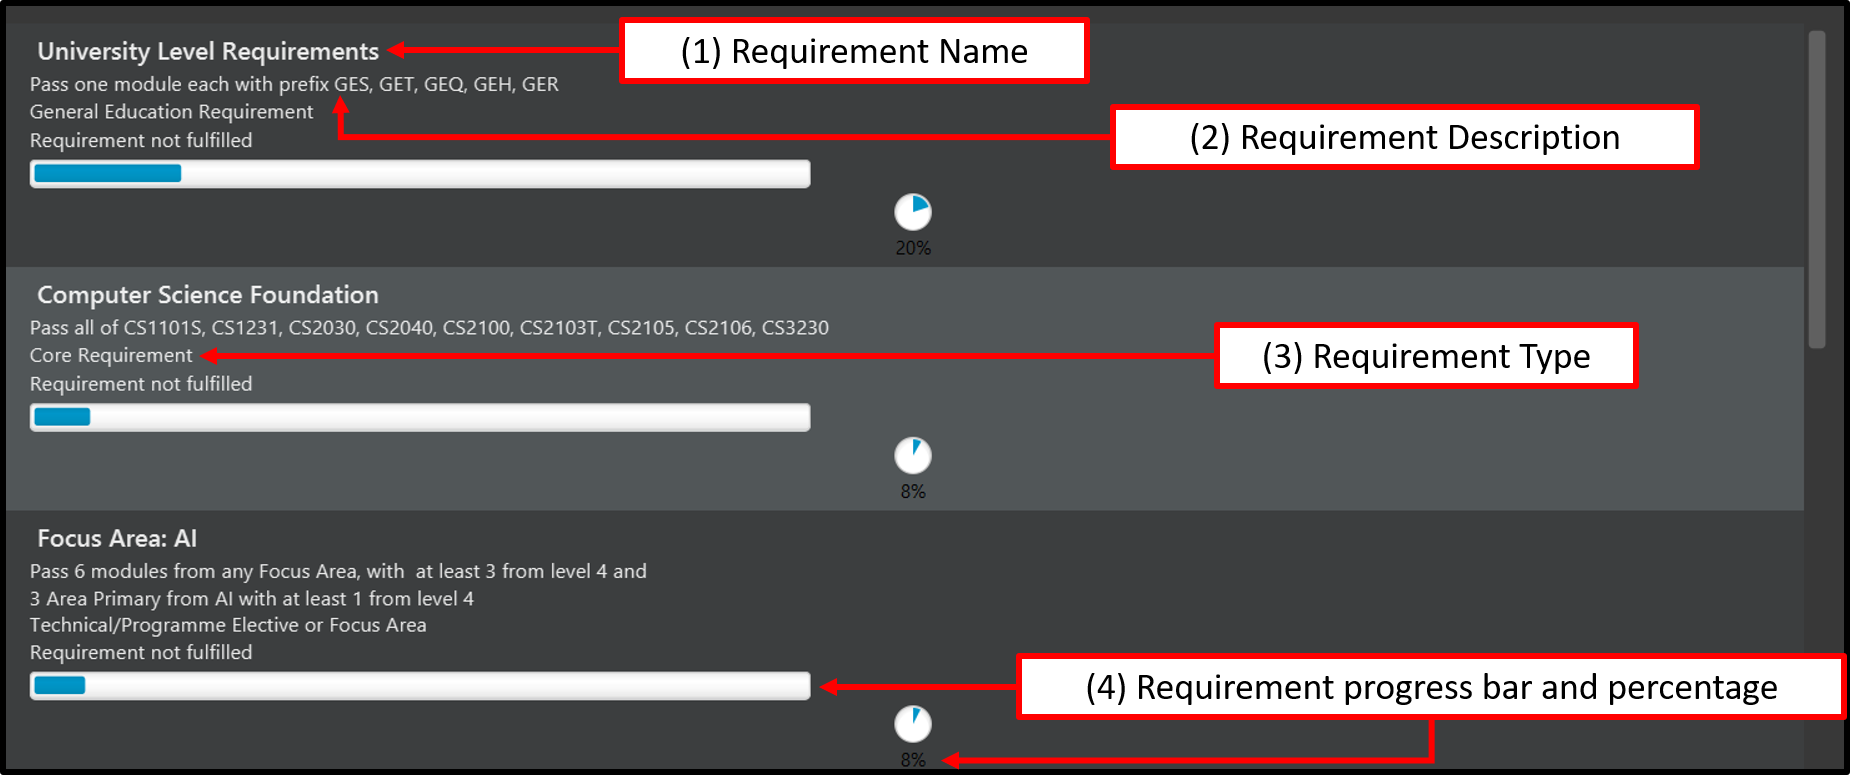 University Level Requirements
(1) Requirement Name
Pass one module each with prefix GES, GET, GEQ, GEH, GER
General Education Requirement
(2) Requirement Description
Requirement not fulfilled
20%
Computer Science Foundation
Pass all of CS1101S, CS1231, CS2030, CS2040, CS2100, CS2103T, CS2105, CS2106, CS3230
Core Requirement
(3) Requirement Type
Requirement not fulfilled
8%
Focus Area: AI
Pass 6 modules from any Focus Area, with  at least 3 from level 4 and
3 Area Primary from AI with at least 1 from level 4
Technical/Programme Elective or Focus Area
Requirement not fulfilled
(4) Requirement progress bar and percentage
8%